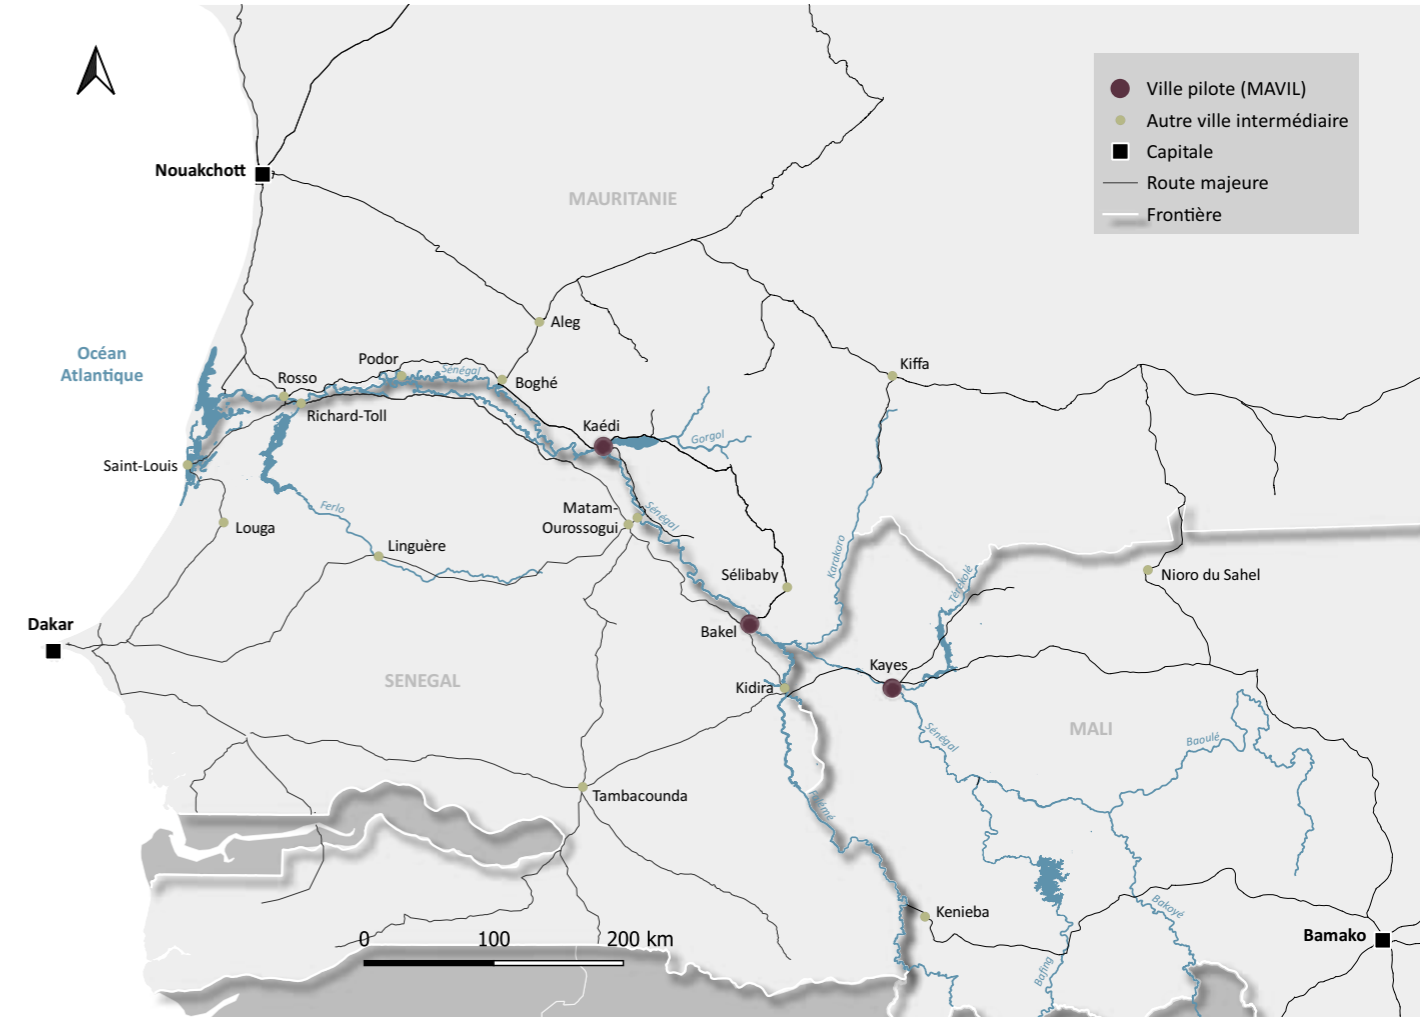 Ville pilote (MAVIL)
Autre ville intermédiaire
Capitale
Route majeure
Frontière
Nouakchott
MAURITANIE
Aleg
Océan
Atlantique
Podor
Sénégal
Kiffa
Rosso
Boghé
Richard-Toll
Kaédi
Gorgol
Saint-Louis
Ferlo
Matam-
Ourossogui
Sénégal
Louga
Linguère
Karakoro
Térékolé
Sélibaby
Nioro du Sahel
Dakar
Bakel
SENEGAL
Kidira
Kayes
Sénégal
MALI
Baoulé
Tambacounda
Falémé
Kenieba
Bakoyé
Bamako
0 100 200 km
Bafing